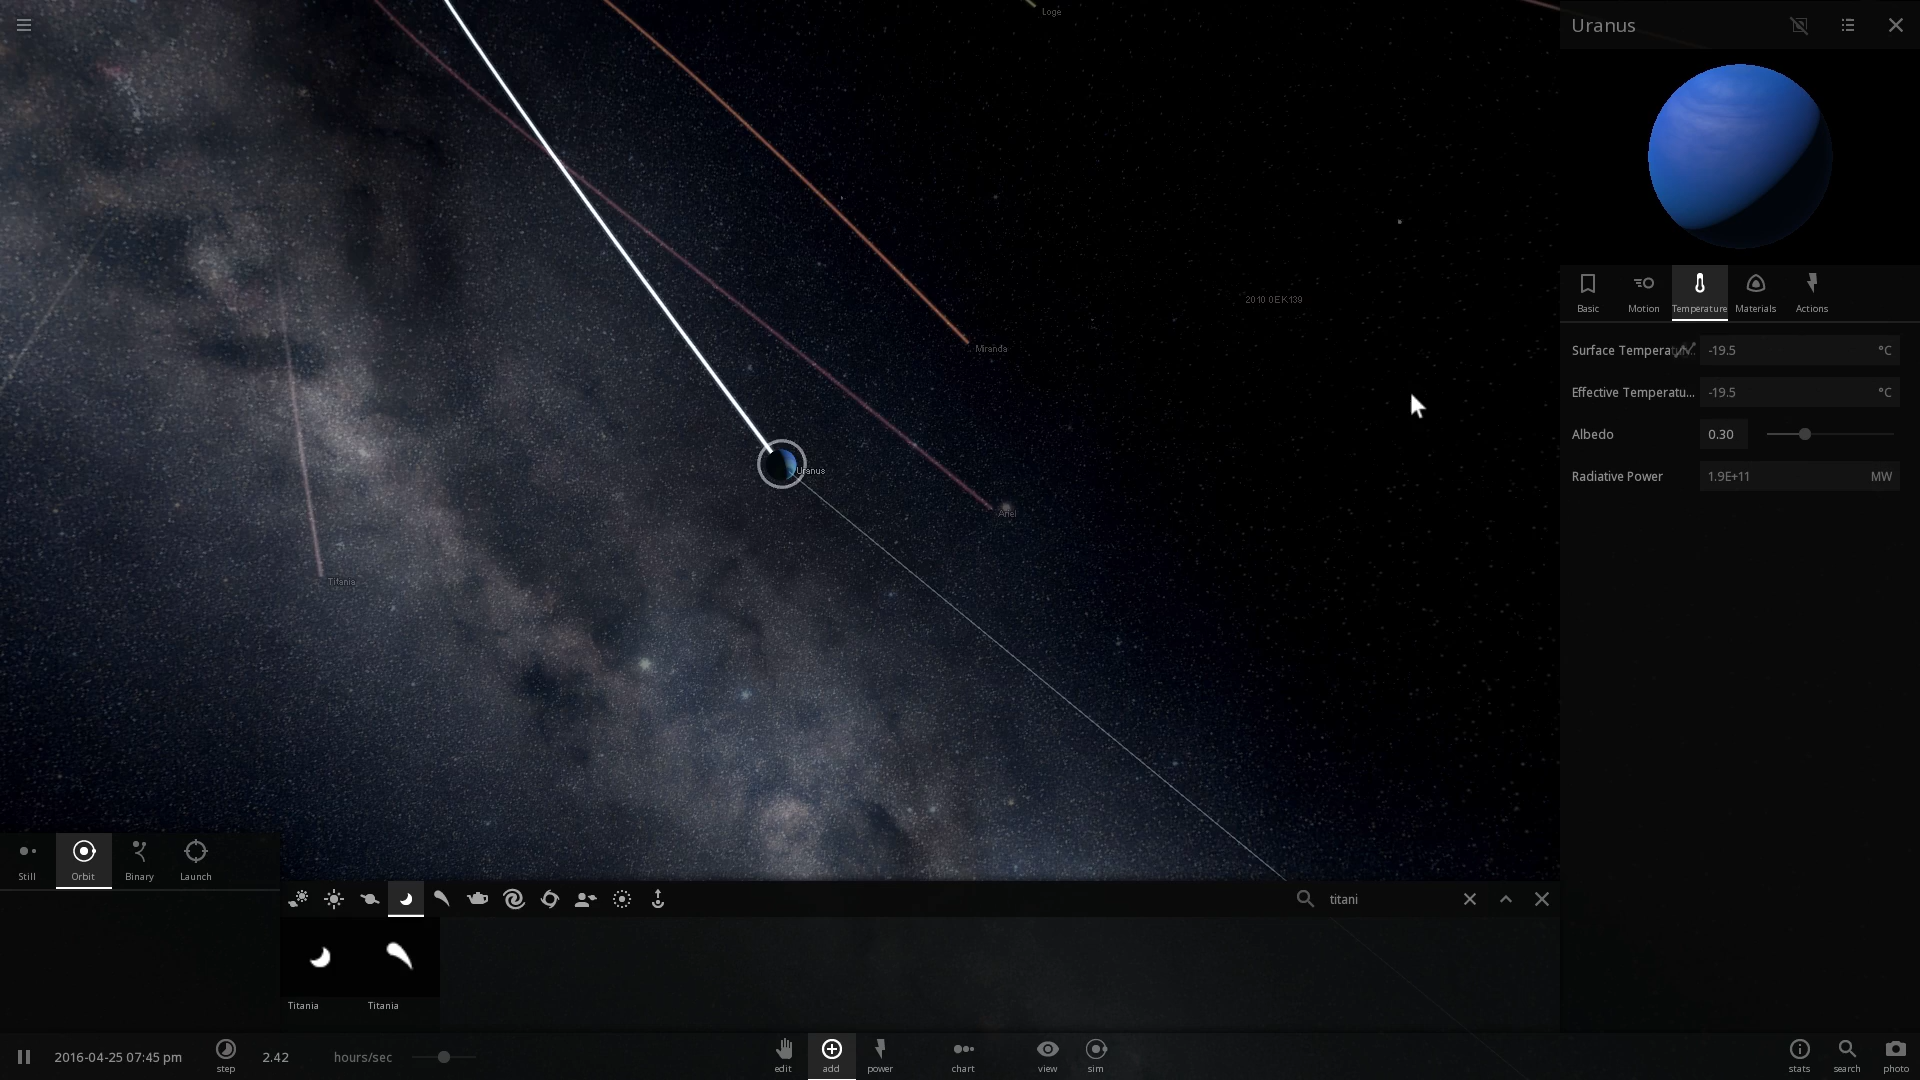 Loge
Uranus
2010 OEK139
Miranda
Uranus
Ariel
Titania
Basic
Motion
Temperature
Materials
Actions
Surface Temperatur...
-19.5
°C
Effective Temperatu...
-19.5
°C
Albedo
0.30
Radiative Power
1.9E+11
MW
Still
Orbit
Binary
Launch
titani
Titania
Titania
2016-04-25 07:45 pm
step
2.42
hours/sec
edit
add
power
chart
view
sim
stats
search
photo